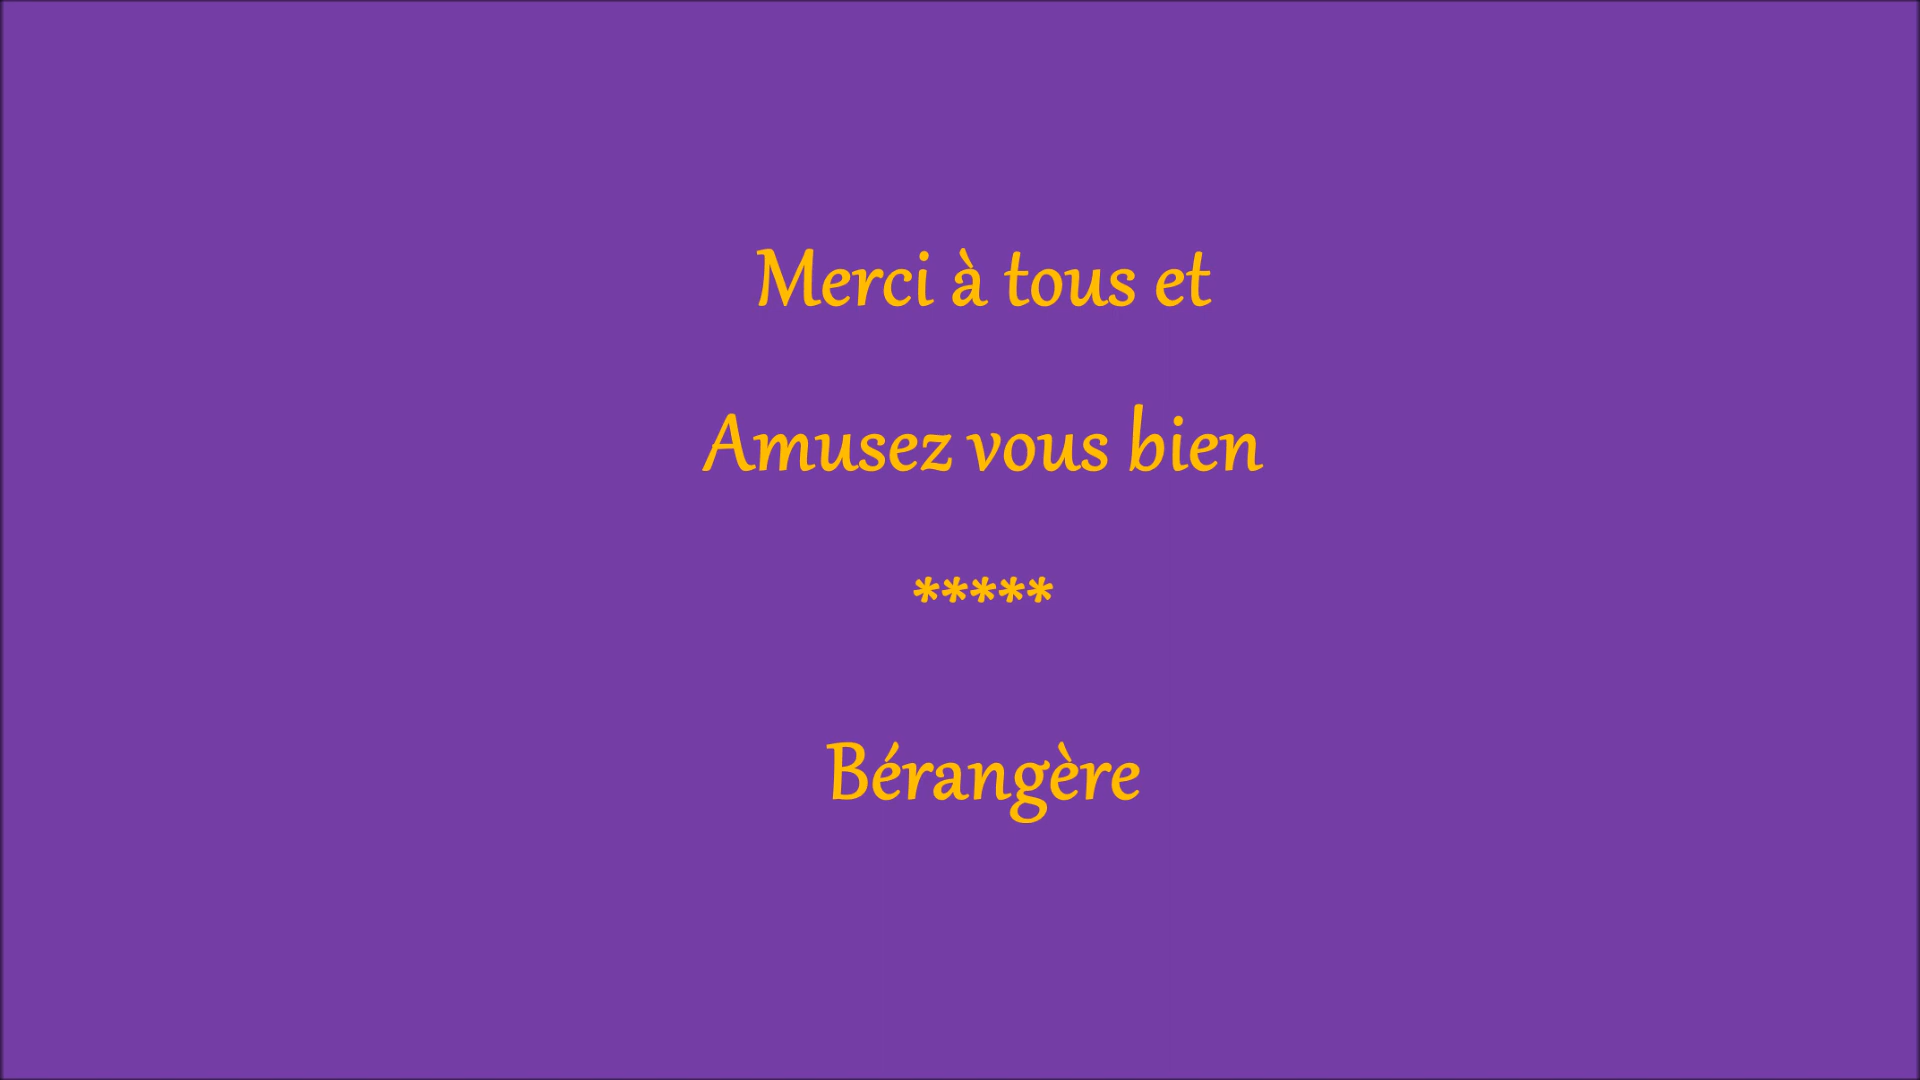 Merci à tous et
Amusez vous bien
*****
Bérangère